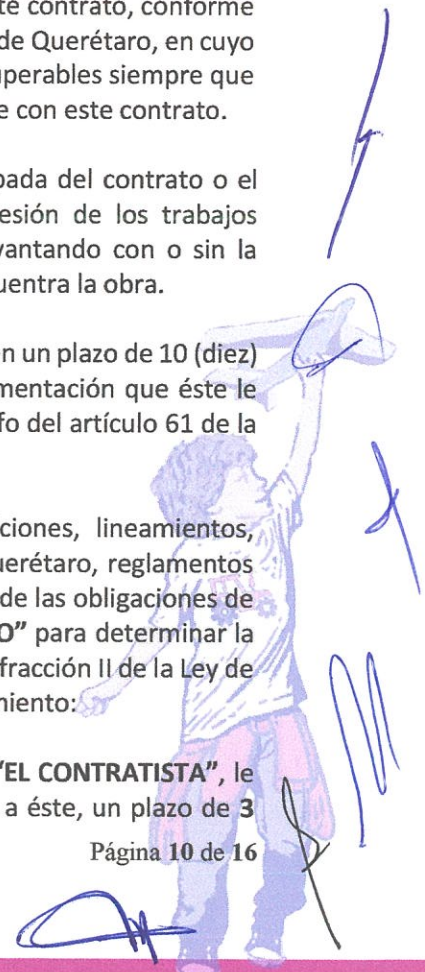 te contrato, conforme
de Querétaro, en cuyo
uperables siempre que
e con este contrato.
pada del contrato o el
esión de los trabajos
vantando con o sin la
uentra la obra.
en un plazo de 10 (diez)
mentación que éste le
fo del artículo 61 de la
ciones, lineamientos,
uerétaro, reglamentos
de las obligaciones de
O” para determinar la
fracción II de la Ley de
miento:
“EL CONTRATISTA”, le
a éste, un plazo de 3
Página 10 de 16